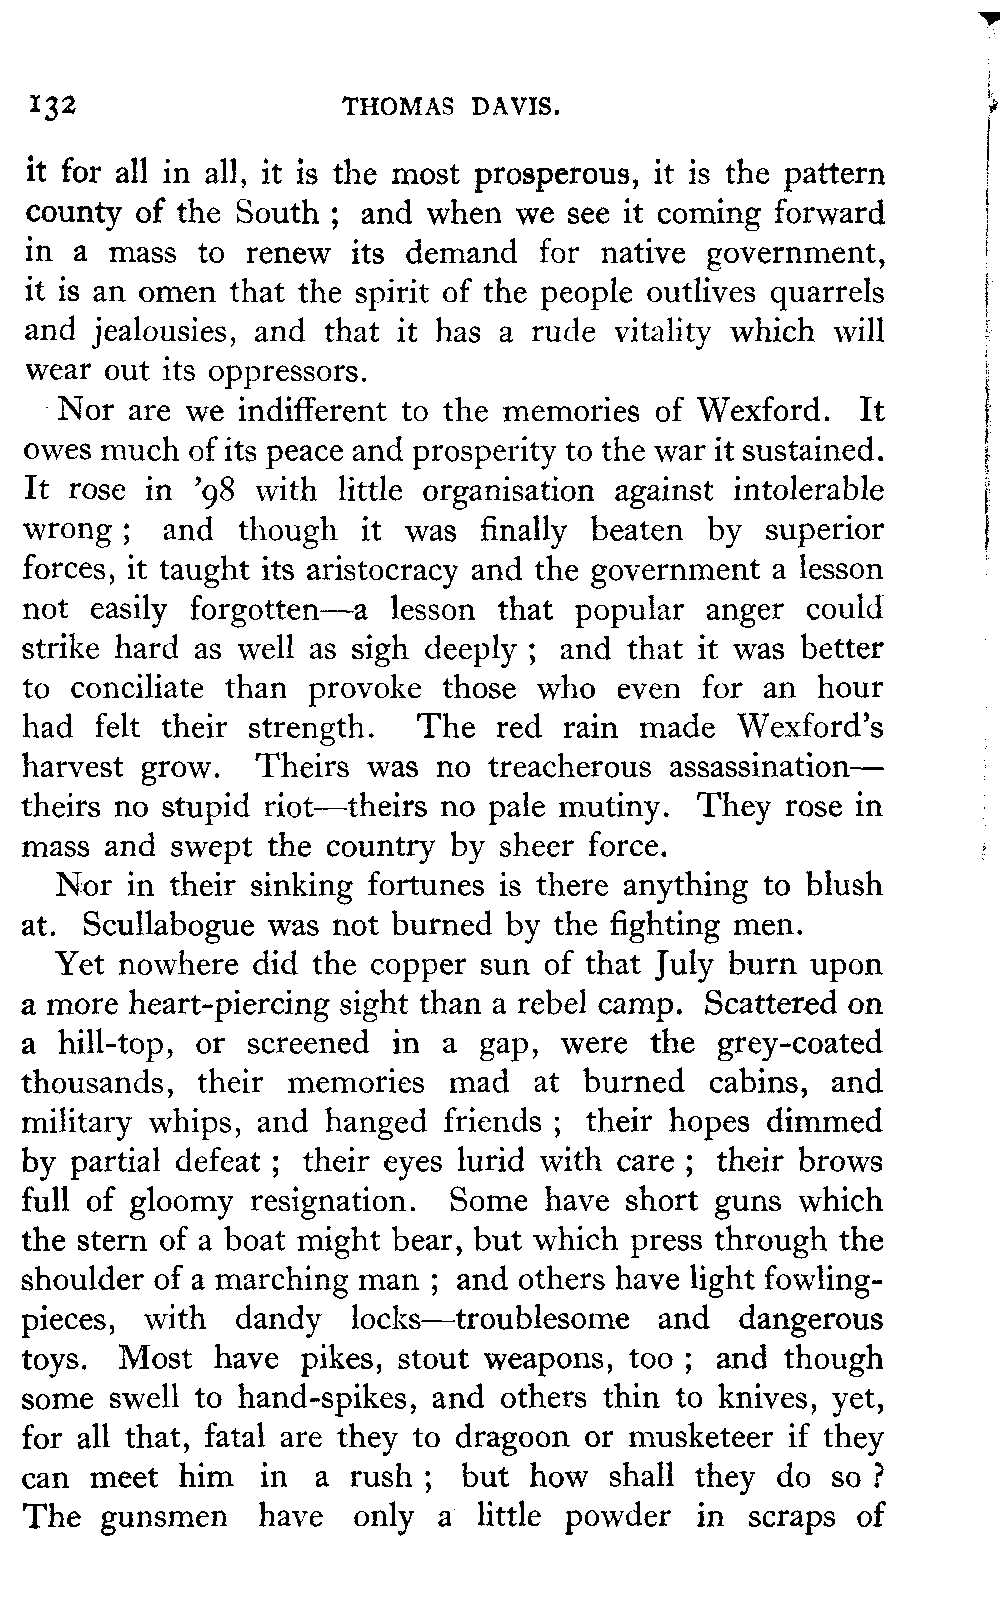 132 THOMAS DAVIS.
it for all in all, it is the most prosperous, it is the pattern
county of the South ; and when we see it coming forward
in a mass to renew its demand for native government,
it is an omen that the spirit of the people outlives quarrels
and jealousies, and that it has a rude vitality which will
wear out its oppressors.
Nor are we indifferent to the memories of Wexford. It
owes much of its peace and prosperity to the war it sustained.
It rose in ’98 with little organisation against intolerable
wrong ; and though it was finally beaten by superior
forces, it taught its aristocracy and the government a lesson
not easily forgotten—a lesson that popular anger could
strike hard as well as sigh deeply ; and that it was better
to conciliate than provoke those who even for an hour
had felt their strength. The red rain made Wexford’s
harvest grow. Theirs was no treacherous assassination—
theirs no stupid riot—theirs no pale mutiny. They rose in
mass and swept the country by sheer force.
Nor in their sinking fortunes is there anything to blush
at. Scullabogue was not burned by the fighting men.
Yet nowhere did the copper sun of that July burn upon
a more heart-piercing sight than a rebel camp. Scattered on
a hill-top, or screened in a gap, were the grey-coated
thousands, their memories mad at burned cabins, and
military whips, and hanged friends ; their hopes dimmed
by partial defeat ; their eyes lurid with care ; their brows
full of gloomy resignation. Some have short guns which
the stern of a boat might bear, but which press through the
shoulder of a marching man ; and others have light fowling-
pieces, with dandy locks—troublesome and dangerous
toys. Most have pikes, stout weapons, too ; and though
some swell to hand-spikes, and others thin to knives, yet,
for all that, fatal are they to dragoon or musketeer if they
can meet him in a rush ; but how shall they do so ?
The gunsmen have only a little powder in scraps of